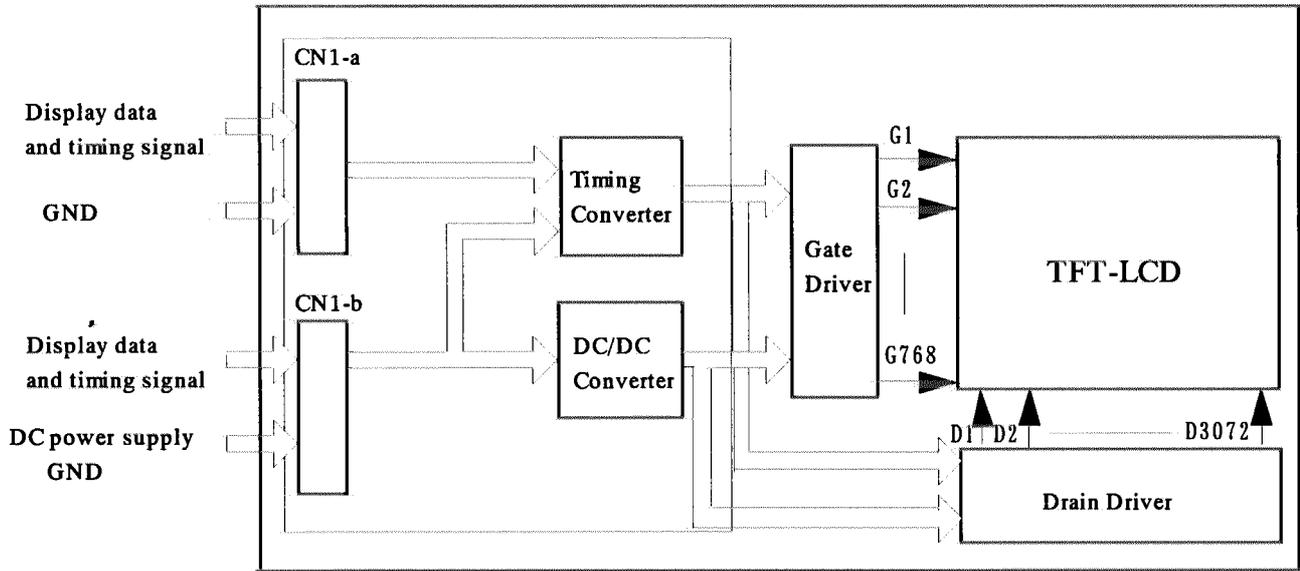 CN1-a
Display data
and timing signal
GND
CN1-b
Display data
and timing signal
DC power supply
GND
Timing
Converter
DC/DC
Converter
Gate
Driver
G1
G2
G768
TFT-LCD
D1 D2 D3072
Drain Driver